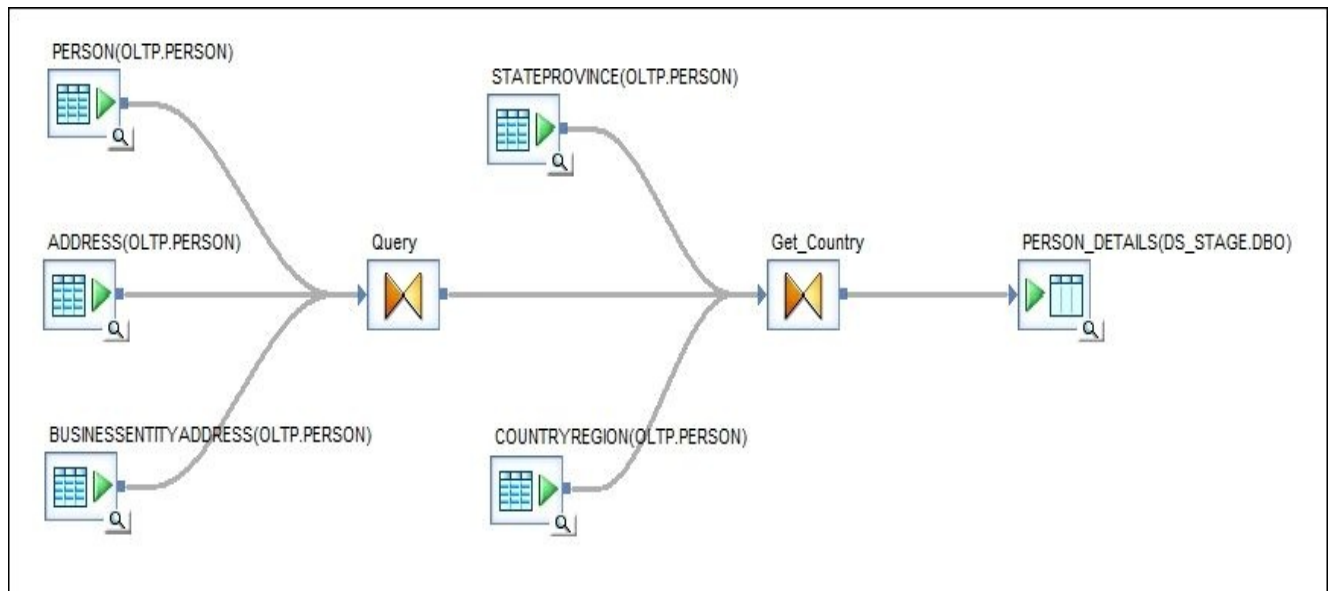 PERSON(OLTP.PERSON)
STATEPROVINCE(OLTP.PERSON)
ADDRESS(OLTP.PERSON)
Query
Get_Country
PERSON_DETAILS(DS_STAGE.DBO)
BUSINESSENTITYADDRESS(OLTP.PERSON)
COUNTRYREGION(OLTP.PERSON)